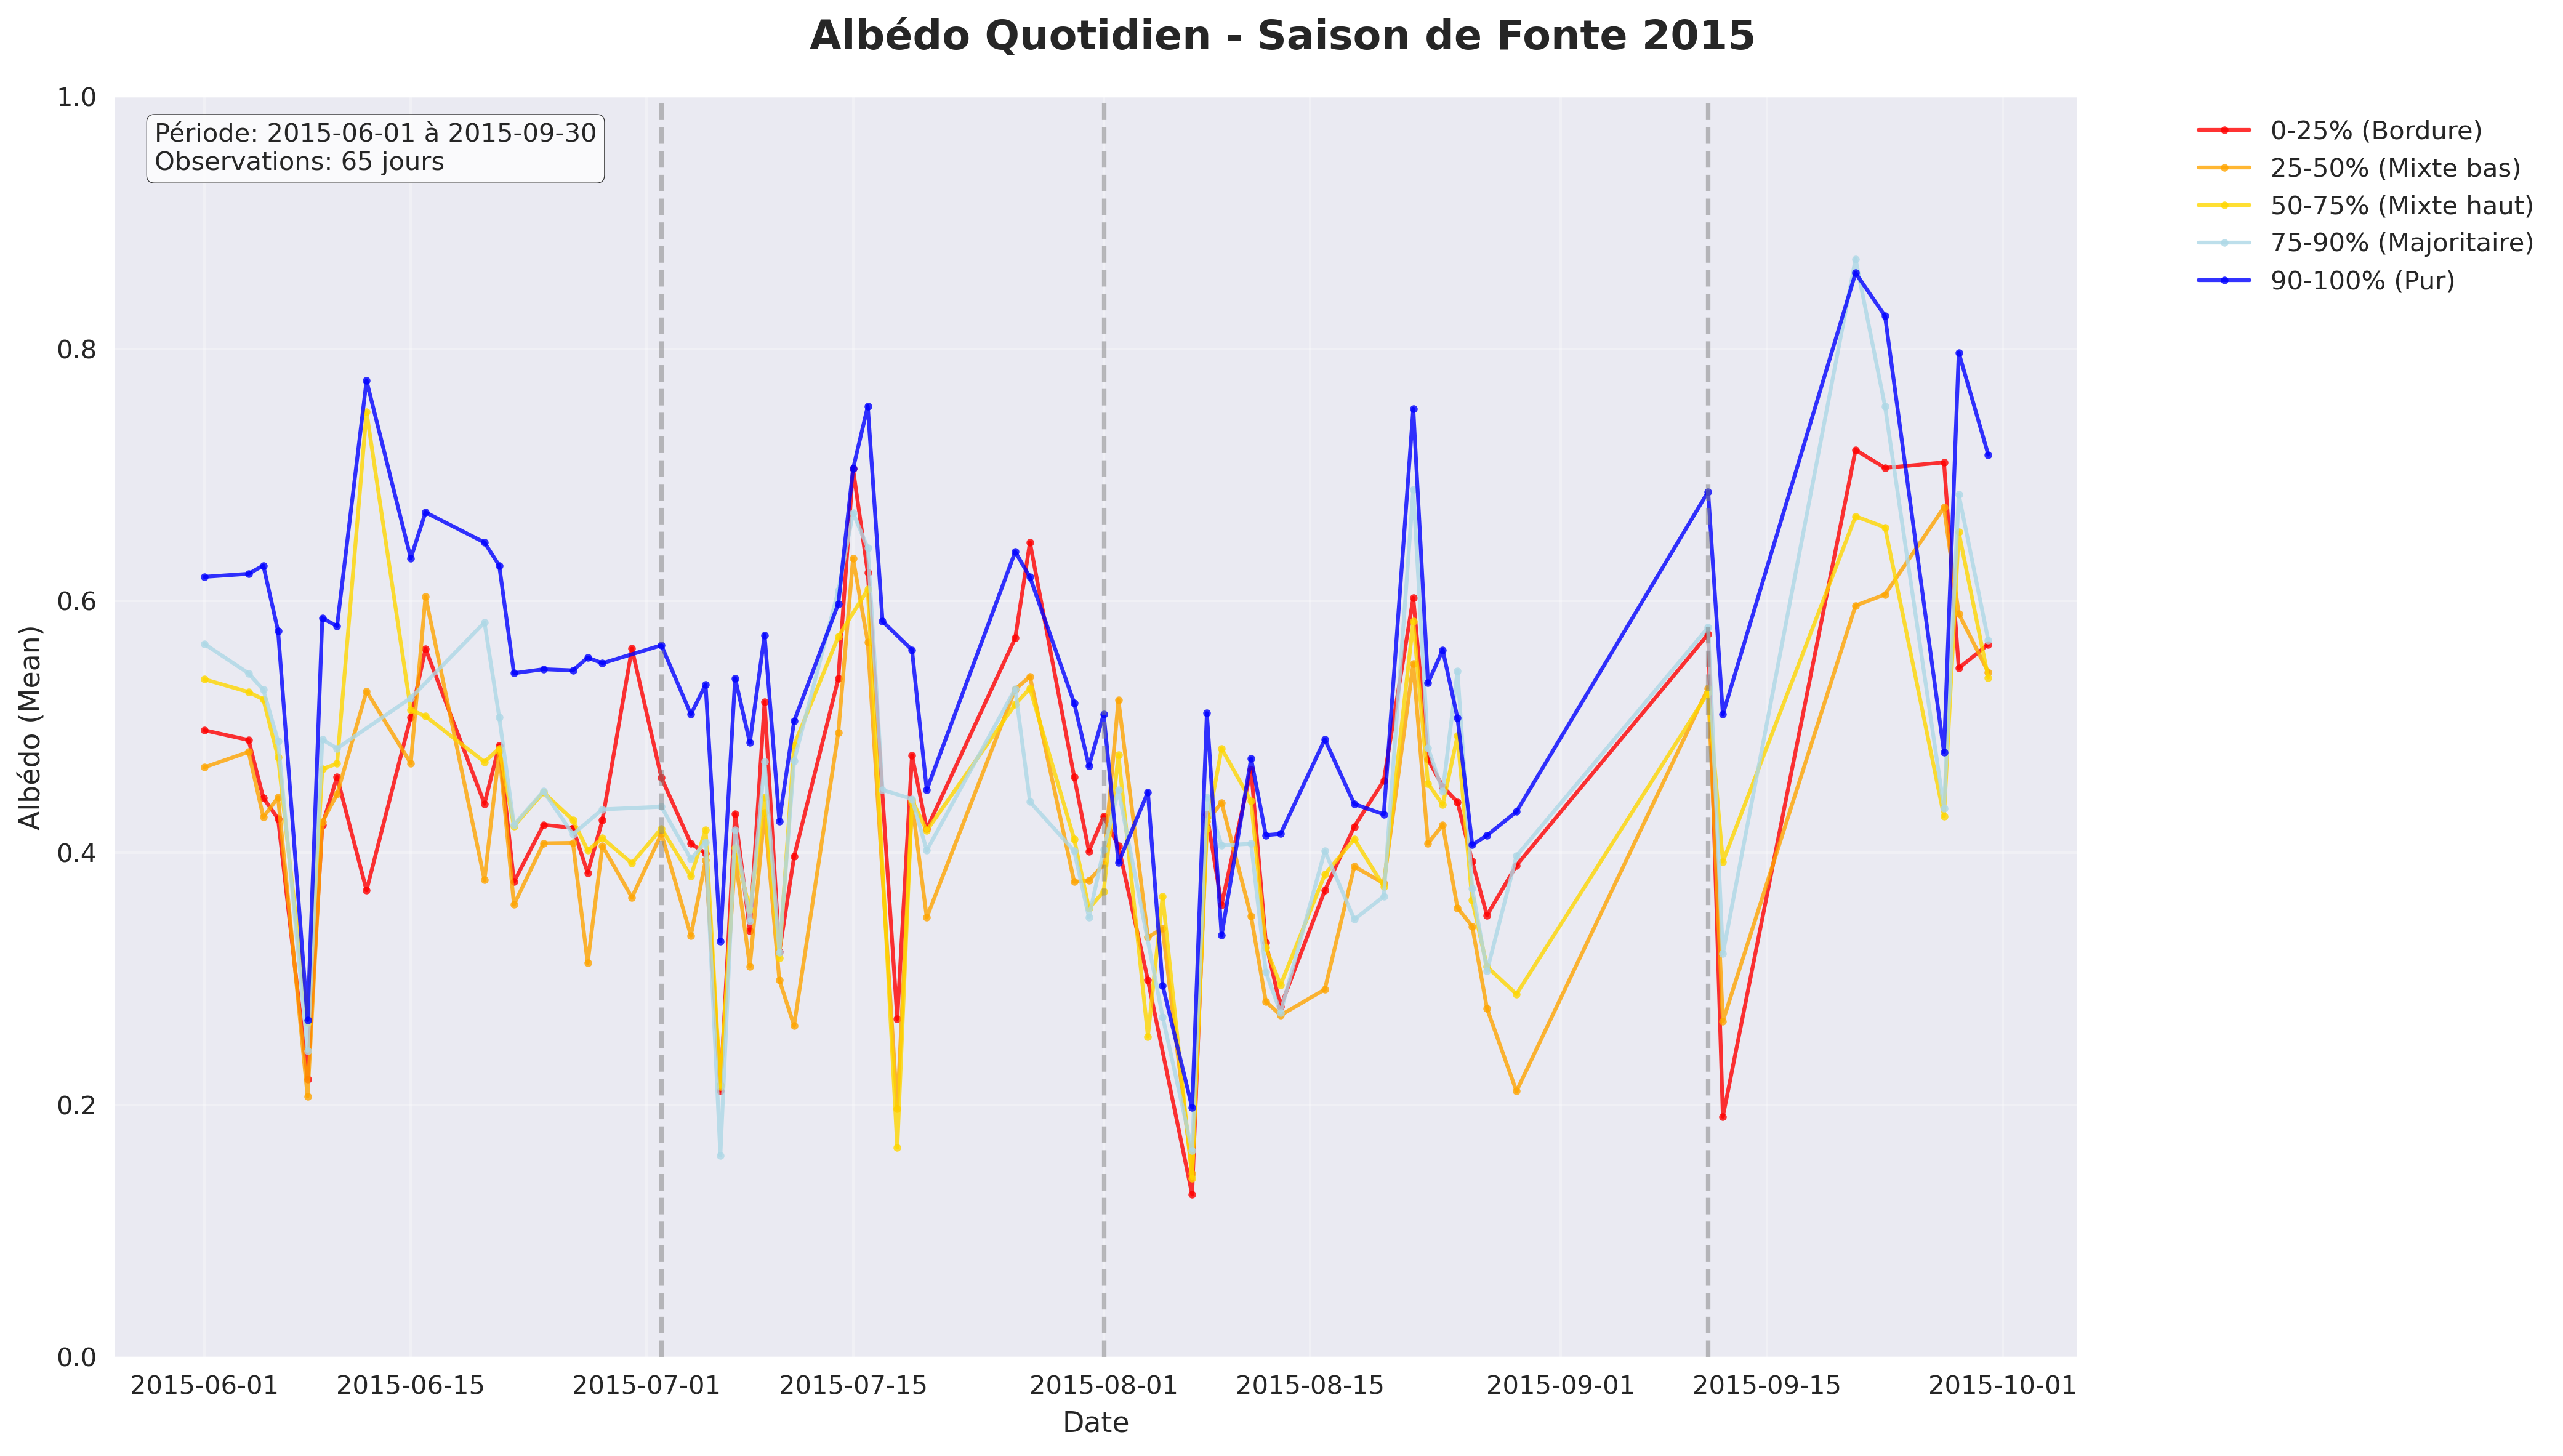 Albédo Quotidien - Saison de Fonte 2015
Période: 2015-06-01 à 2015-09-30
Observations: 65 jours
0-25% (Bordure)
25-50% (Mixte bas)
50-75% (Mixte haut)
75-90% (Majoritaire)
90-100% (Pur)
Albédo (Mean)
1.0
0.8
0.6
0.4
0.2
0.0
2015-06-01
2015-06-15
2015-07-01
2015-07-15
2015-08-01
2015-08-15
2015-09-01
2015-09-15
2015-10-01
Date